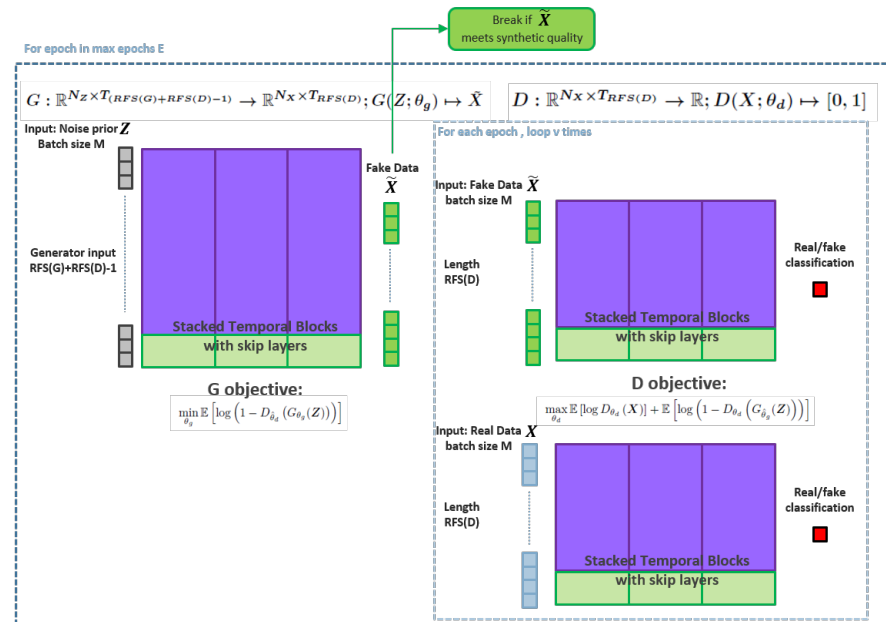 Break if X̃
meets synthetic quality
For epoch in max epochs E
G : ℝ^{N_Z×T_{(RFS(G)+RFS(D)−1)}} → ℝ^{N_X×T_{RFS(D)}}; G(Z; θ_g) ↦ X̃
D : ℝ^{N_X×T_{RFS(D)}} → ℝ; D(X; θ_d) ↦ [0, 1]
Input: Noise prior Z
Batch size M
Generator input
RFS(G)+RFS(D)-1
Fake Data
X̃
Stacked Temporal Blocks
with skip layers
G objective:
min_{θ_g} 𝔼 [log (1 − D_{θ̂_d} (G_{θ_g}(Z)))]
For each epoch , loop v times
Input: Fake Data X̃
batch size M
Length
RFS(D)
Real/fake
classification
Stacked Temporal Blocks
with skip layers
D objective:
max_{θ_d} 𝔼 [log D_{θ_d} (X)] + 𝔼 [log (1 − D_{θ_d} (G_{θ̂_g}(Z)))]
Input: Real Data X
batch size M
Length
RFS(D)
Real/fake
classification
Stacked Temporal Blocks
with skip layers